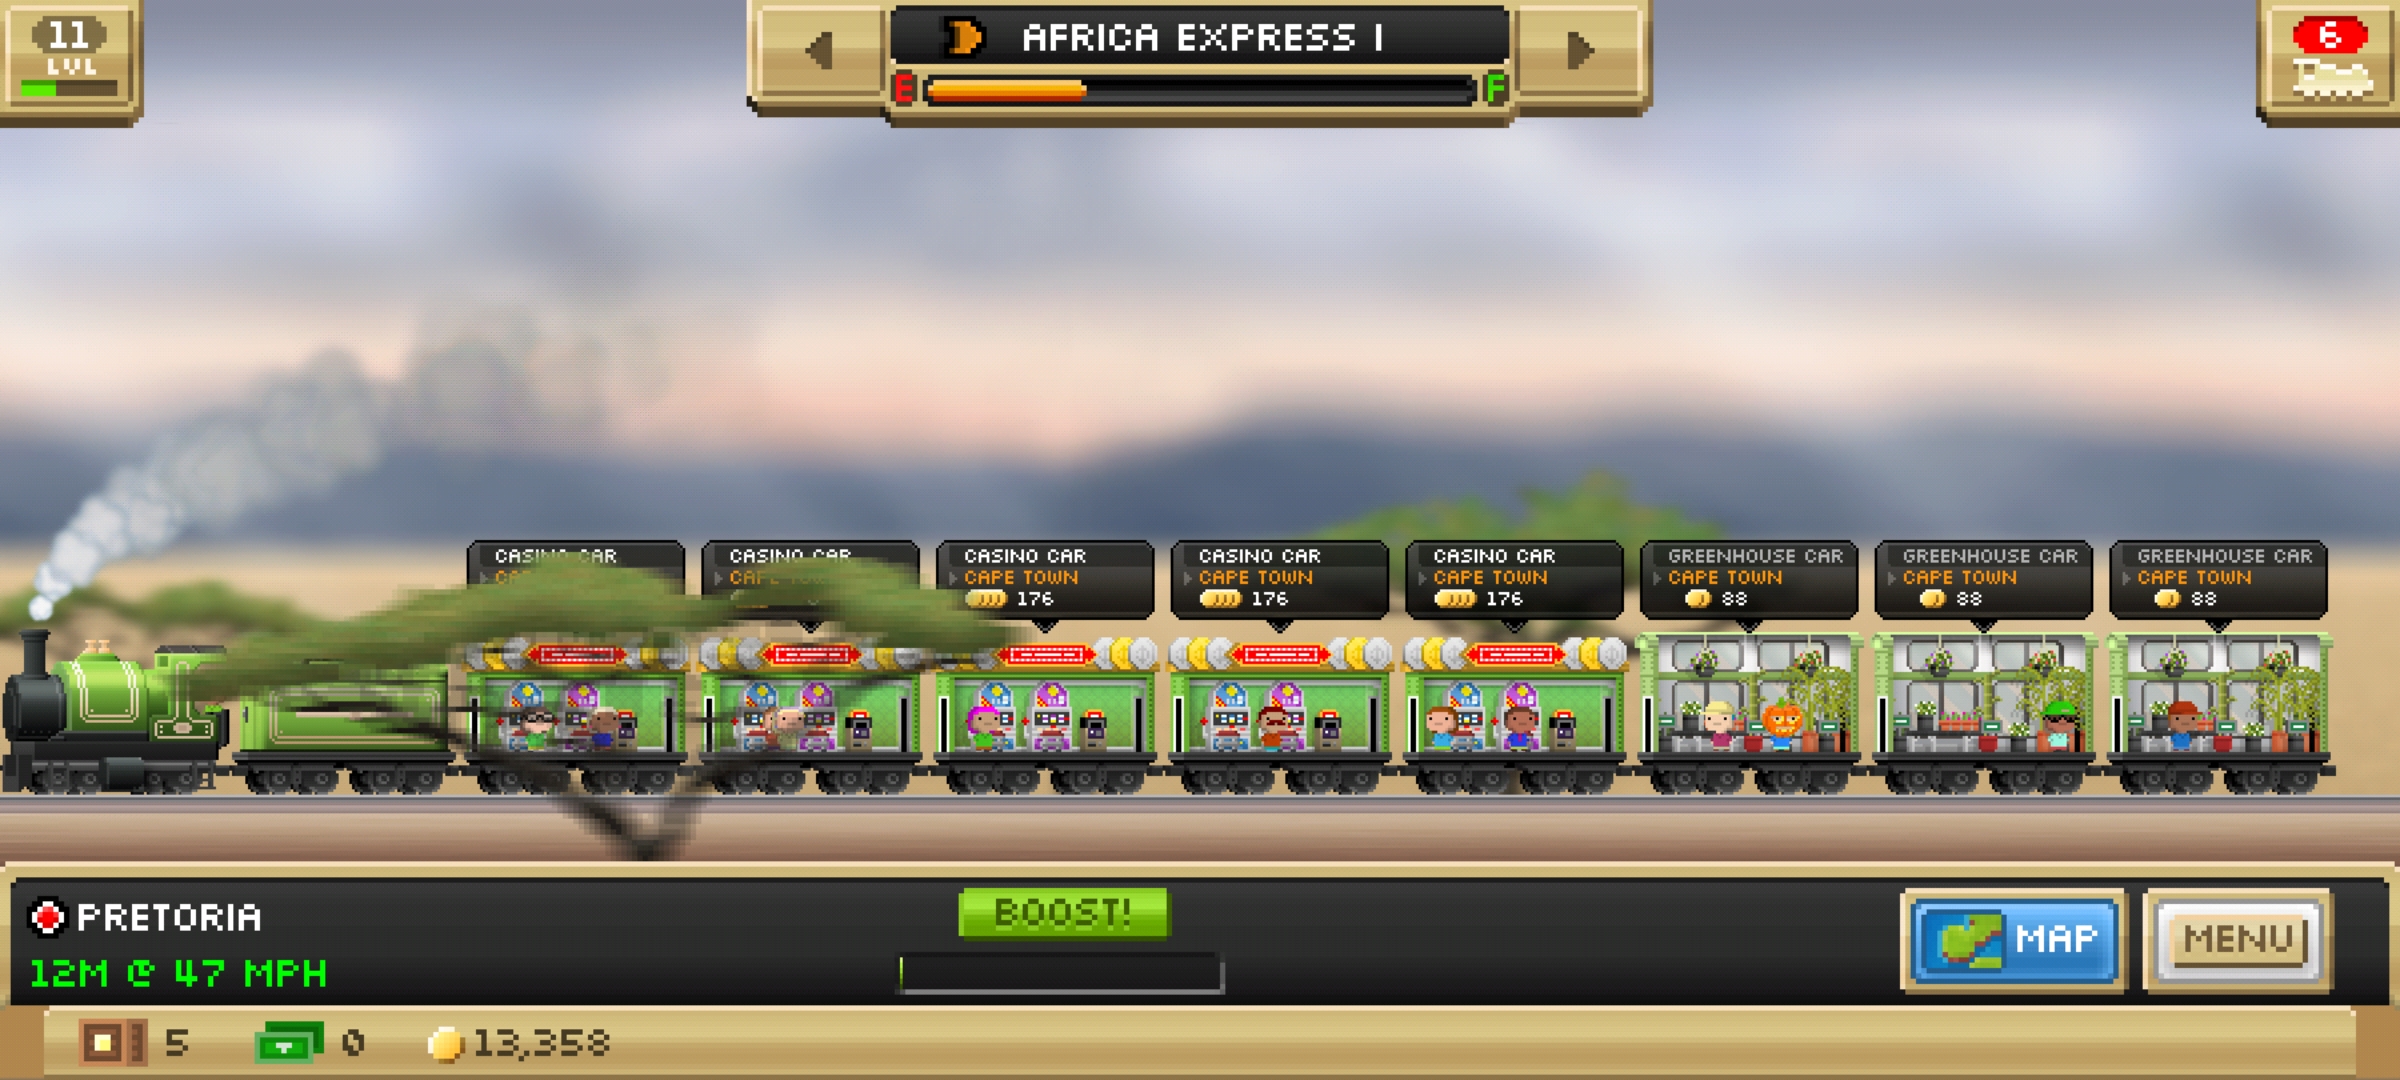 11
LVL
AFRICA EXPRESS I
E
F
6
CASINO CAR
CASINO CAR
CASINO CAR
CAPE TOWN
176
CASINO CAR
CAPE TOWN
176
CASINO CAR
CAPE TOWN
176
GREENHOUSE CAR
CAPE TOWN
88
GREENHOUSE CAR
CAPE TOWN
88
GREENHOUSE CAR
CAPE TOWN
88
PRETORIA
12M @ 47 MPH
BOOST!
MAP
MENU
5
0
13,358